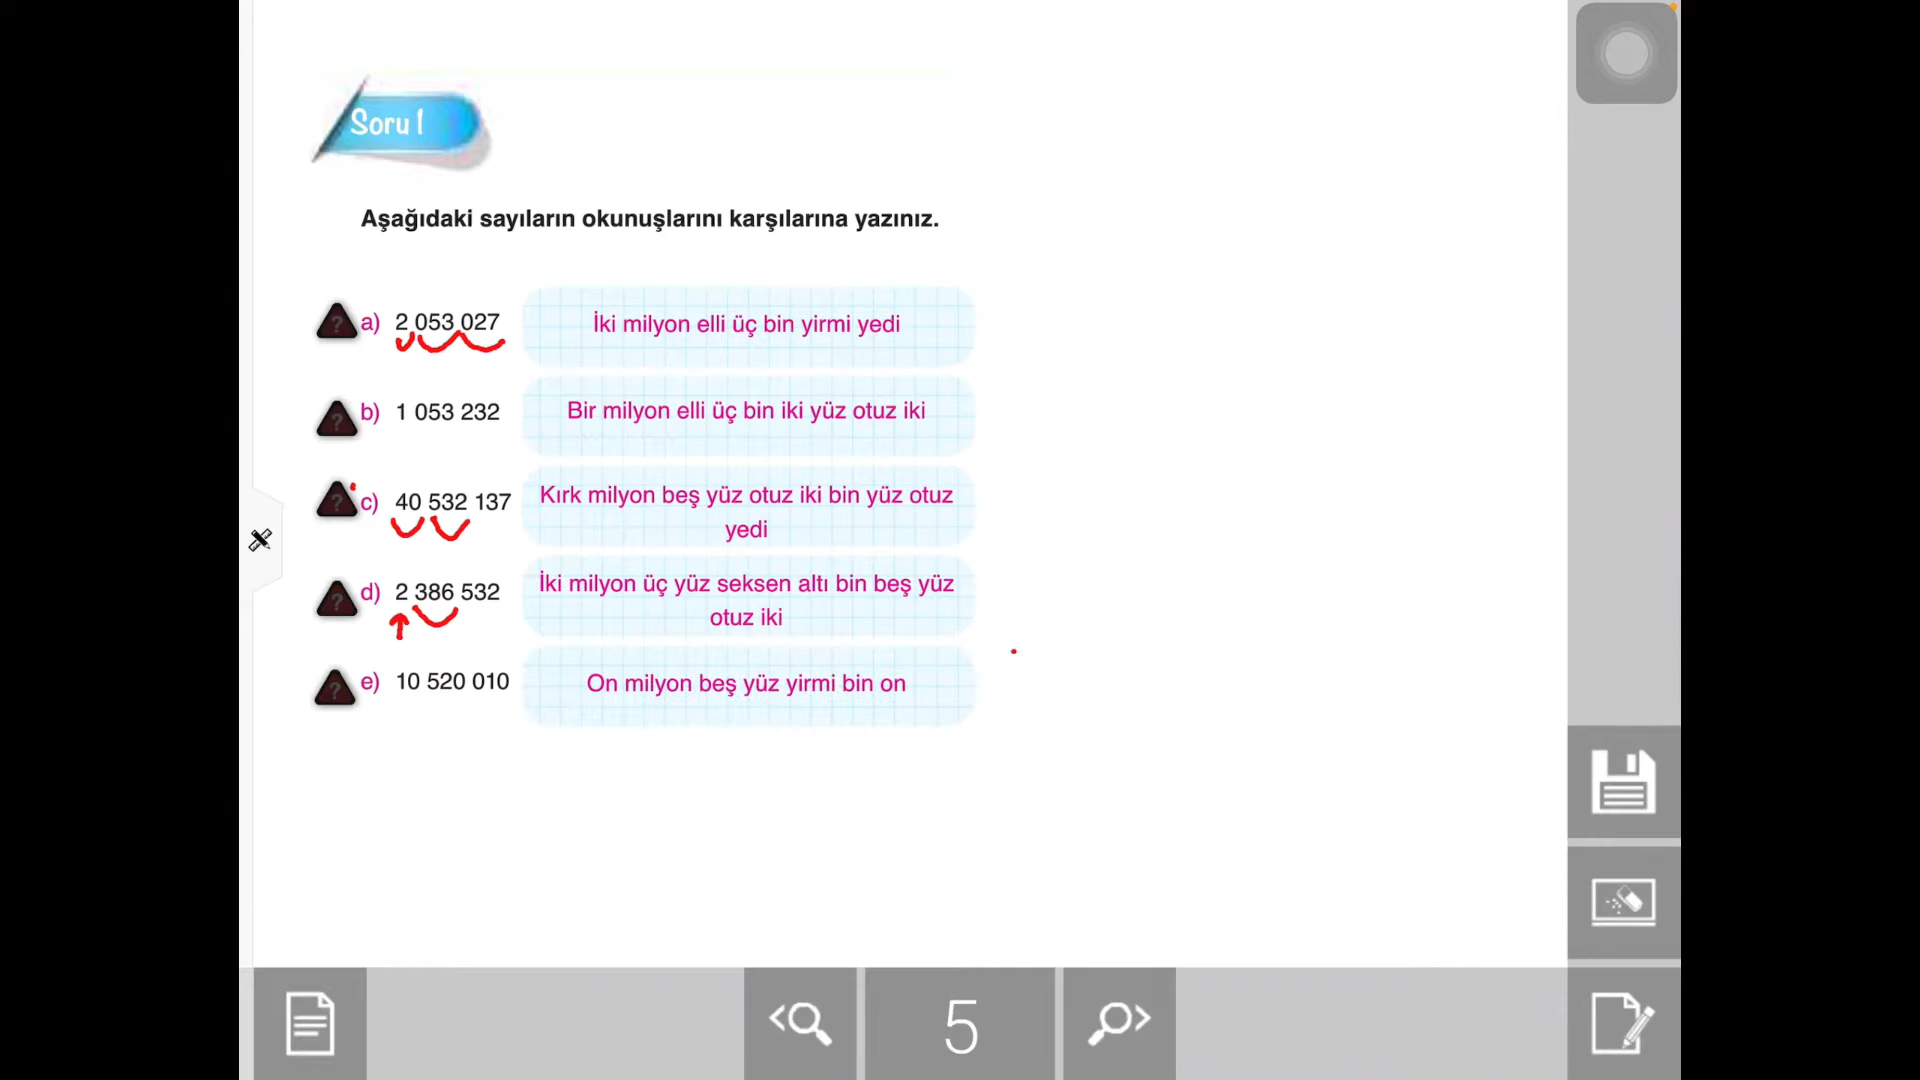 Soru 1
Aşağıdaki sayıların okunuşlarını karşılarına yazınız.
? a) 2 053 027 İki milyon elli üç bin yirmi yedi
? b) 1 053 232 Bir milyon elli üç bin iki yüz otuz iki
? c) 40 532 137 Kırk milyon beş yüz otuz iki bin yüz otuz
yedi
? d) 2 386 532 İki milyon üç yüz seksen altı bin beş yüz
otuz iki
? e) 10 520 010 On milyon beş yüz yirmi bin on
5